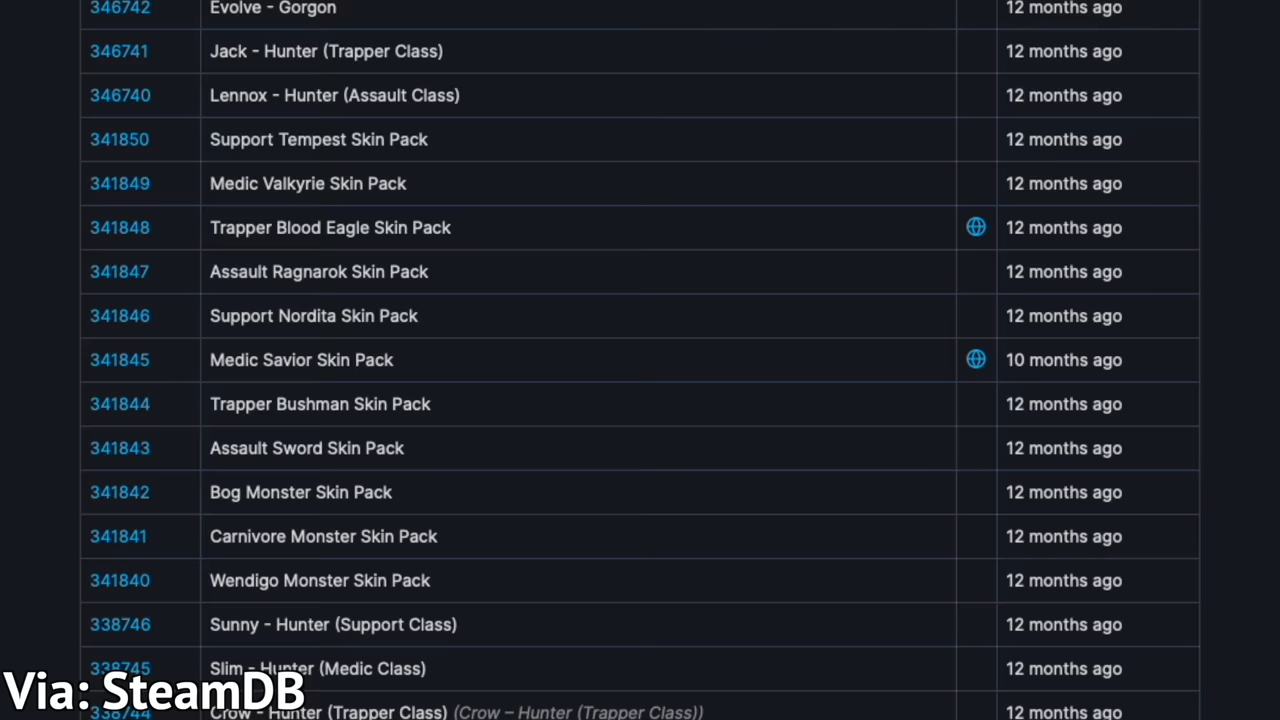 346742 Evolve - Gorgon 12 months ago
346741 Jack - Hunter (Trapper Class) 12 months ago
346740 Lennox - Hunter (Assault Class) 12 months ago
341850 Support Tempest Skin Pack 12 months ago
341849 Medic Valkyrie Skin Pack 12 months ago
341848 Trapper Blood Eagle Skin Pack 12 months ago
341847 Assault Ragnarok Skin Pack 12 months ago
341846 Support Nordita Skin Pack 12 months ago
341845 Medic Savior Skin Pack 10 months ago
341844 Trapper Bushman Skin Pack 12 months ago
341843 Assault Sword Skin Pack 12 months ago
341842 Bog Monster Skin Pack 12 months ago
341841 Carnivore Monster Skin Pack 12 months ago
341840 Wendigo Monster Skin Pack 12 months ago
338746 Sunny - Hunter (Support Class) 12 months ago
338745 Slim - Hunter (Medic Class) 12 months ago
338744 Crow - Hunter (Trapper Class) (Crow – Hunter (Trapper Class)) 12 months ago
Via: SteamDB